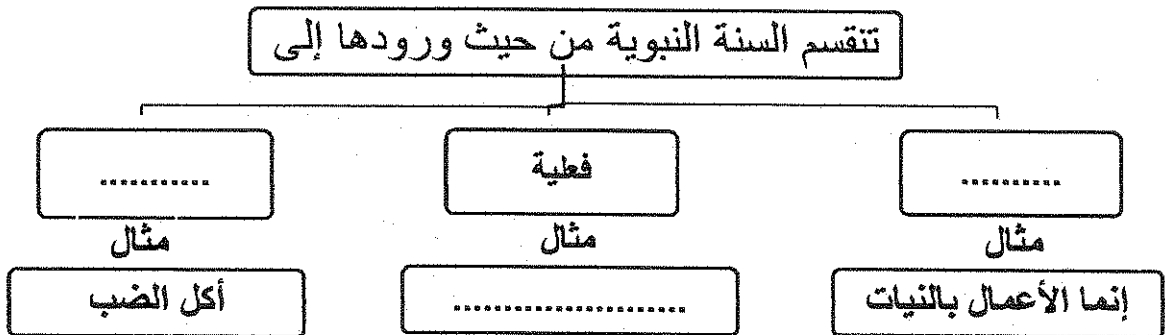 تنقسم السنة النبوية من حيث ورودها إلى
..........
فعلية
...........
مثال
مثال
مثال
إنما الأعمال بالنيات
.......................
أكل الضب